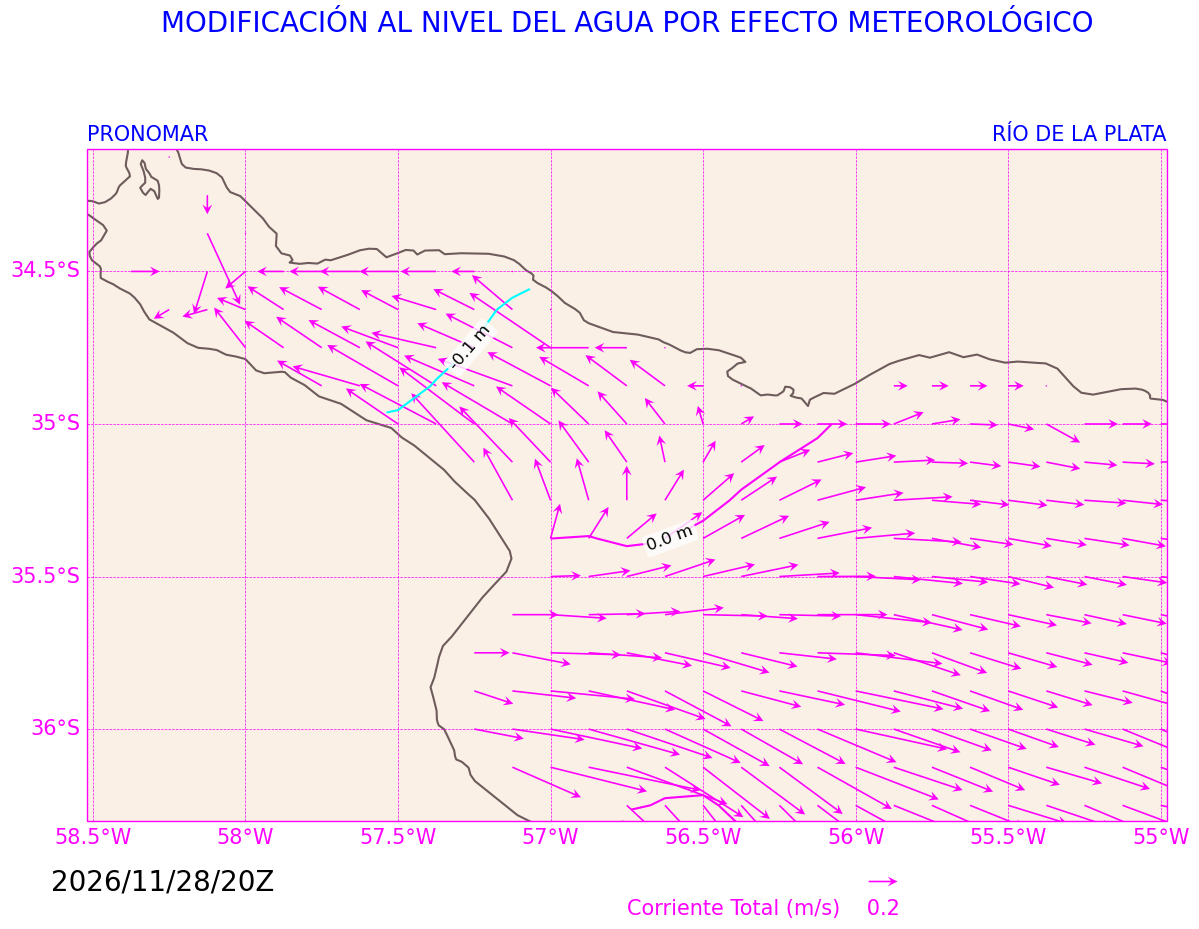 MODIFICACIÓN AL NIVEL DEL AGUA POR EFECTO METEOROLÓGICO
PRONOMAR
RÍO DE LA PLATA
34.5°S
-0.1 m
35°S
0.0 m
35.5°S
36°S
58.5°W 58°W 57.5°W 57°W 56.5°W 56°W 55.5°W 55°W
2026/11/28/20Z
Corriente Total (m/s) 0.2